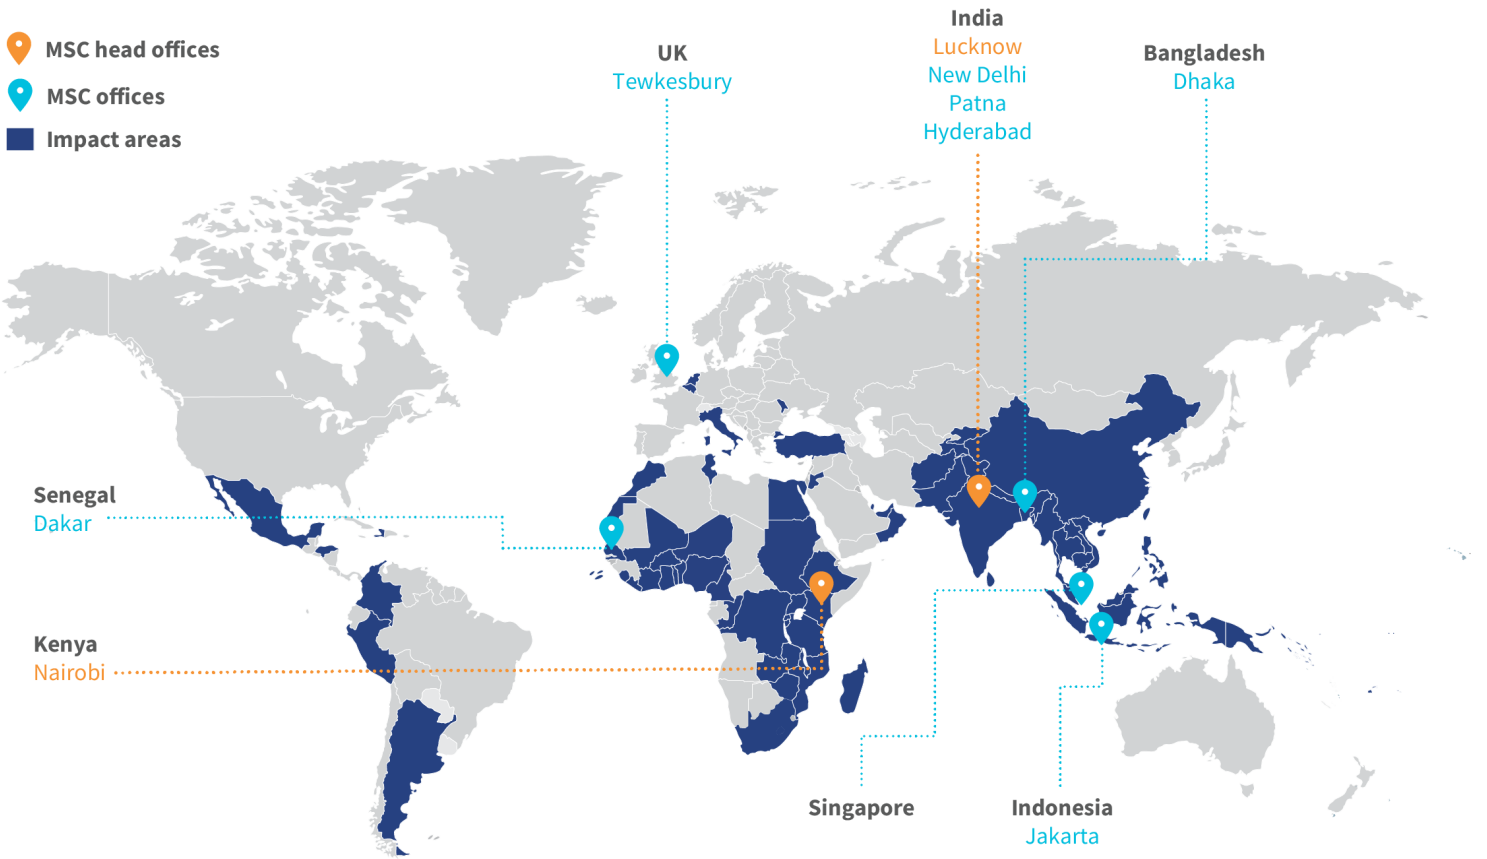 MSC head offices
MSC offices
Impact areas
UK
Tewkesbury
India
Lucknow
New Delhi
Patna
Hyderabad
Bangladesh
Dhaka
Senegal
Dakar
Kenya
Nairobi
Singapore
Indonesia
Jakarta